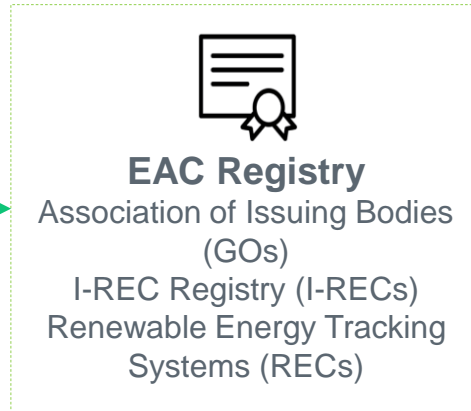 EAC Registry
Association of Issuing Bodies
(GOs)
I-REC Registry (I-RECs)
Renewable Energy Tracking
Systems (RECs)